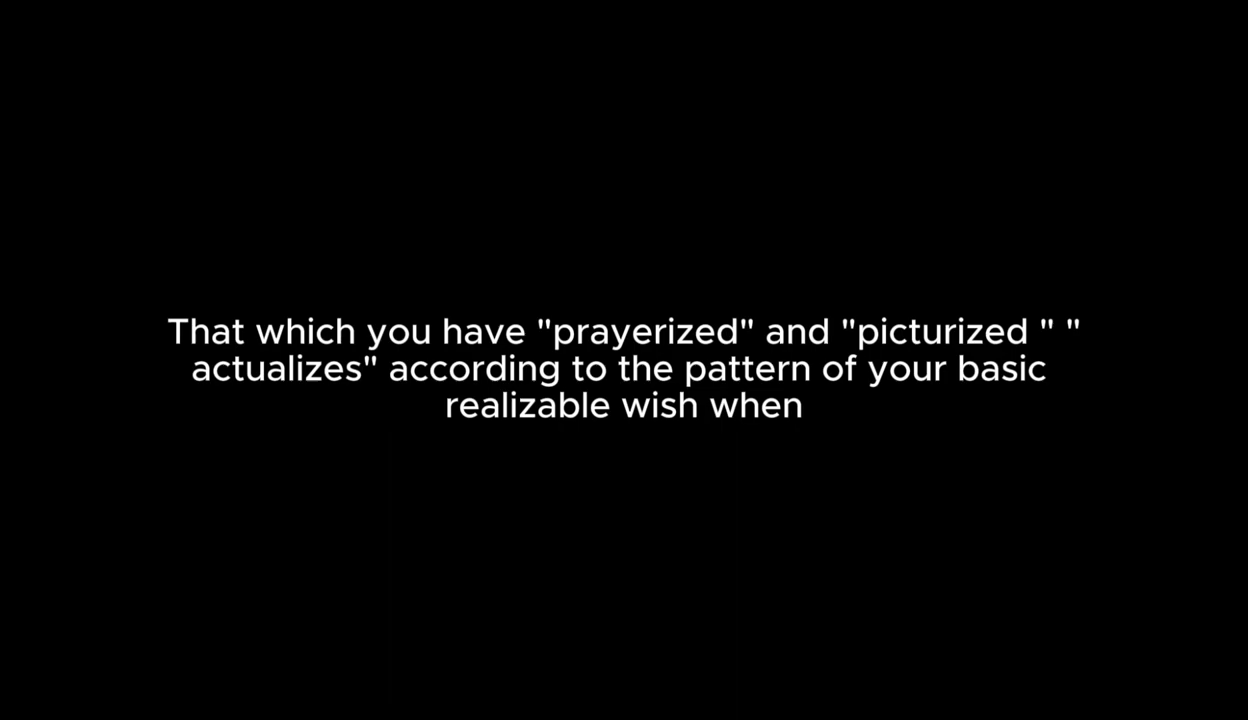 That which you have "prayerized" and "picturized " "
actualizes" according to the pattern of your basic
realizable wish when